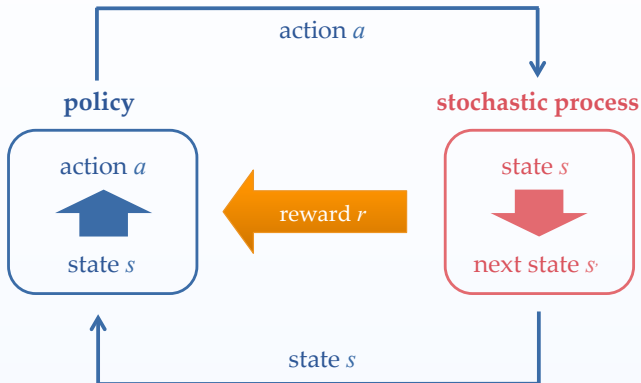 action a
policy
stochastic process
action a
state s
reward r
state s
next state s'
state s